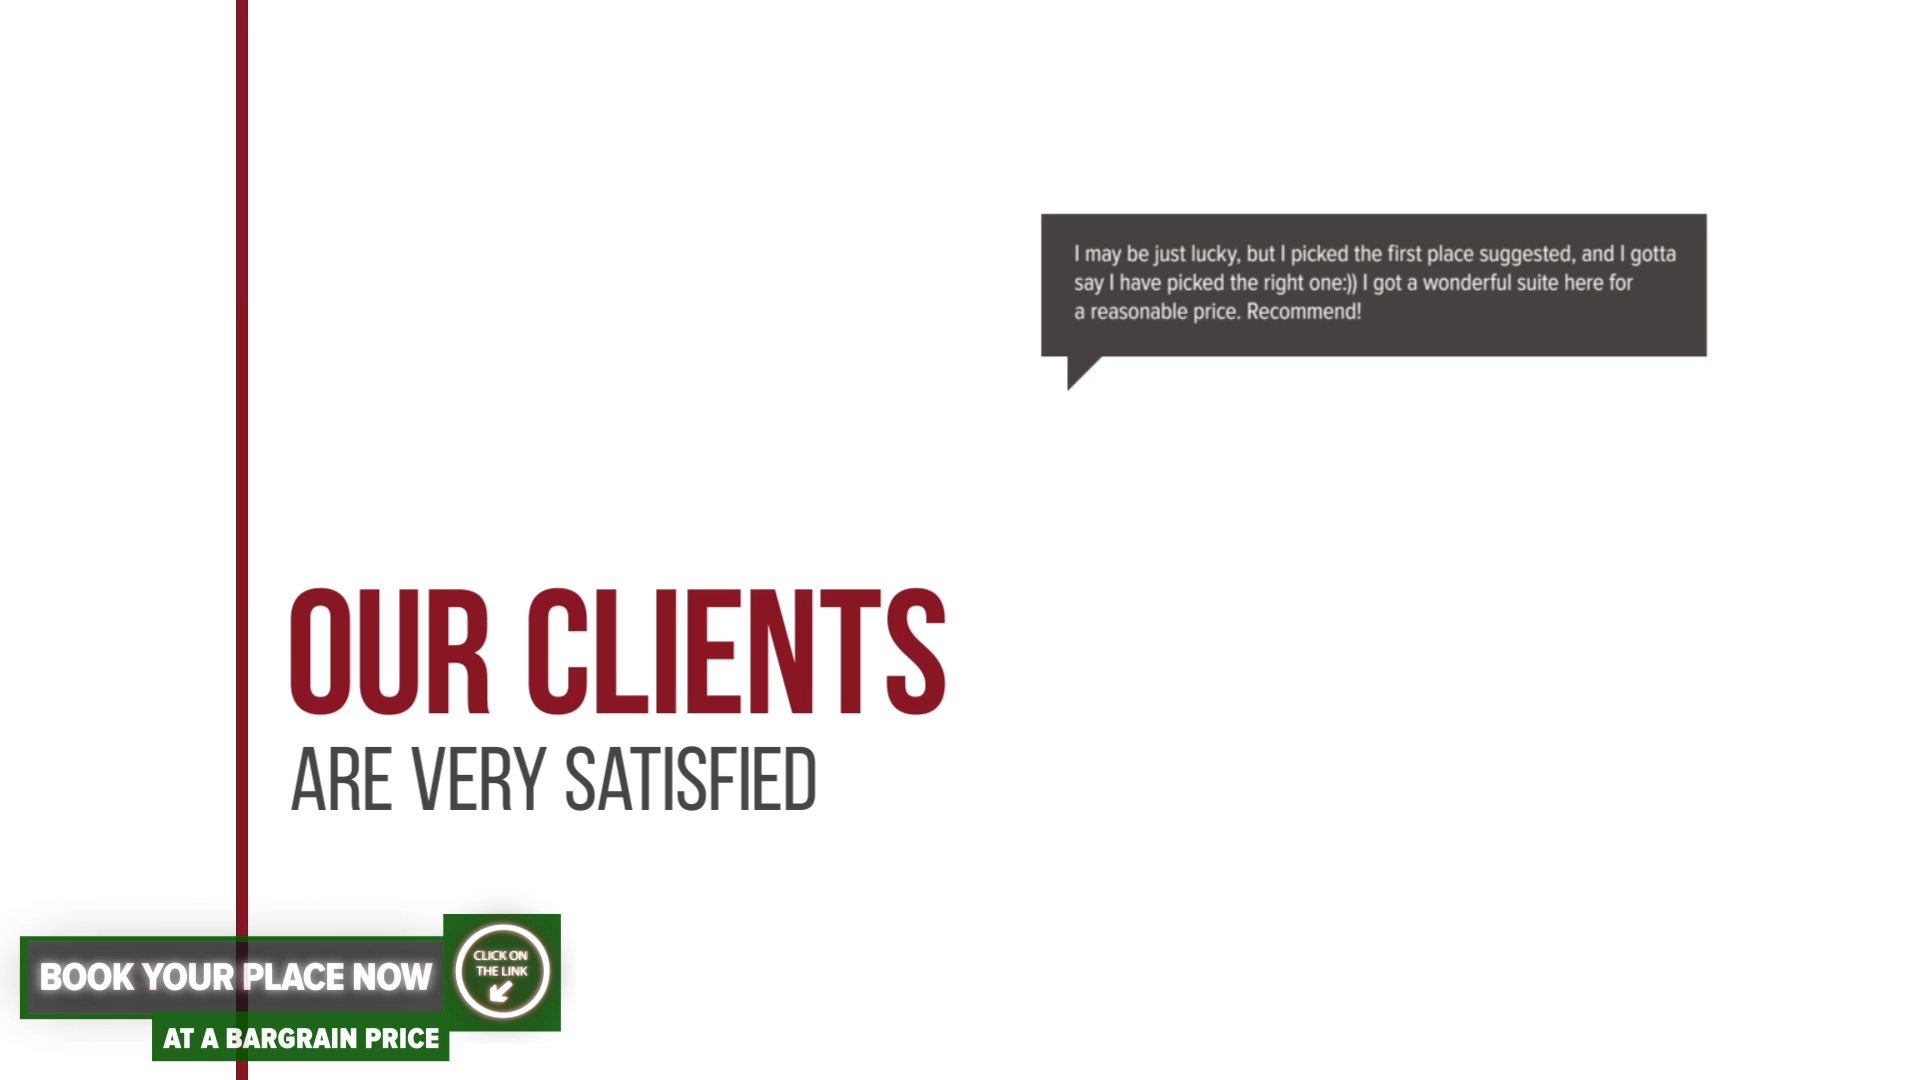 I may be just lucky, but I picked the first place suggested, and I gotta
say I have picked the right one:)) I got a wonderful suite here for
a reasonable price. Recommend!
OUR CLIENTS
ARE VERY SATISFIED
BOOK YOUR PLACE NOW
CLICK ON
THE LINK
AT A BARGRAIN PRICE